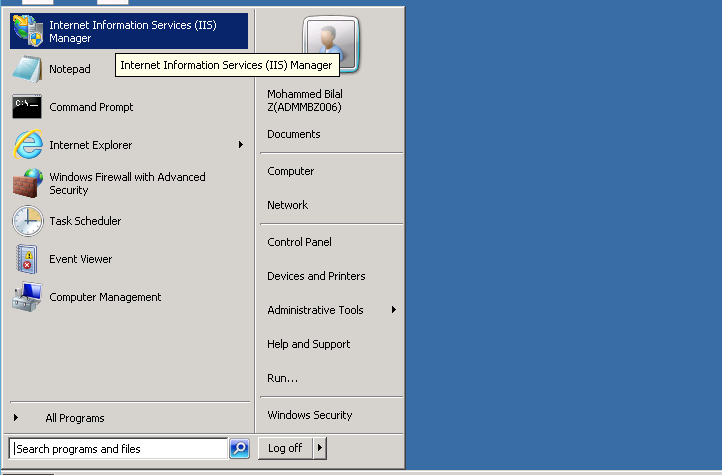 Internet Information Services (IIS)
Manager
Internet Information Services (IIS) Manager
Notepad
C:\
Command Prompt
Internet Explorer
Windows Firewall with Advanced
Security
Task Scheduler
Event Viewer
Computer Management
All Programs
Search programs and files
Mohammed Bilal
Z(ADMMBZ006)
Documents
Computer
Network
Control Panel
Devices and Printers
Administrative Tools
Help and Support
Run...
Windows Security
Log off